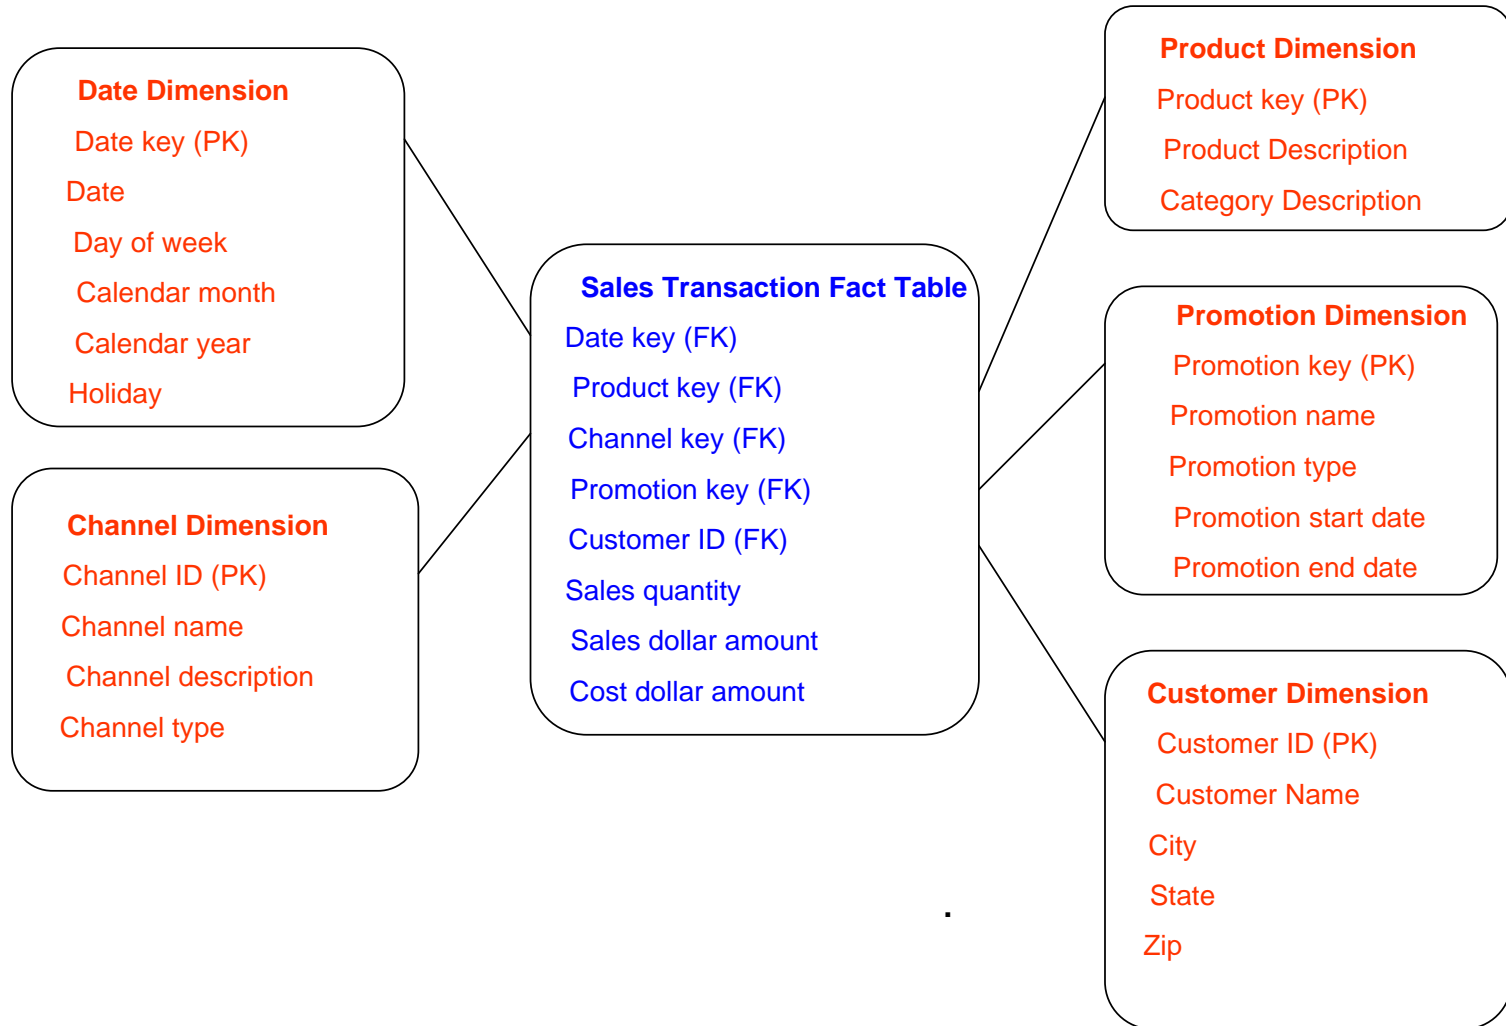 Date Dimension
Date key (PK)
Date
Day of week
Calendar month
Calendar year
Holiday
Channel Dimension
Channel ID (PK)
Channel name
Channel description
Channel type
Sales Transaction Fact Table
Date key (FK)
Product key (FK)
Channel key (FK)
Promotion key (FK)
Customer ID (FK)
Sales quantity
Sales dollar amount
Cost dollar amount
.
Product Dimension
Product key (PK)
Product Description
Category Description
Promotion Dimension
Promotion key (PK)
Promotion name
Promotion type
Promotion start date
Promotion end date
Customer Dimension
Customer ID (PK)
Customer Name
City
State
Zip